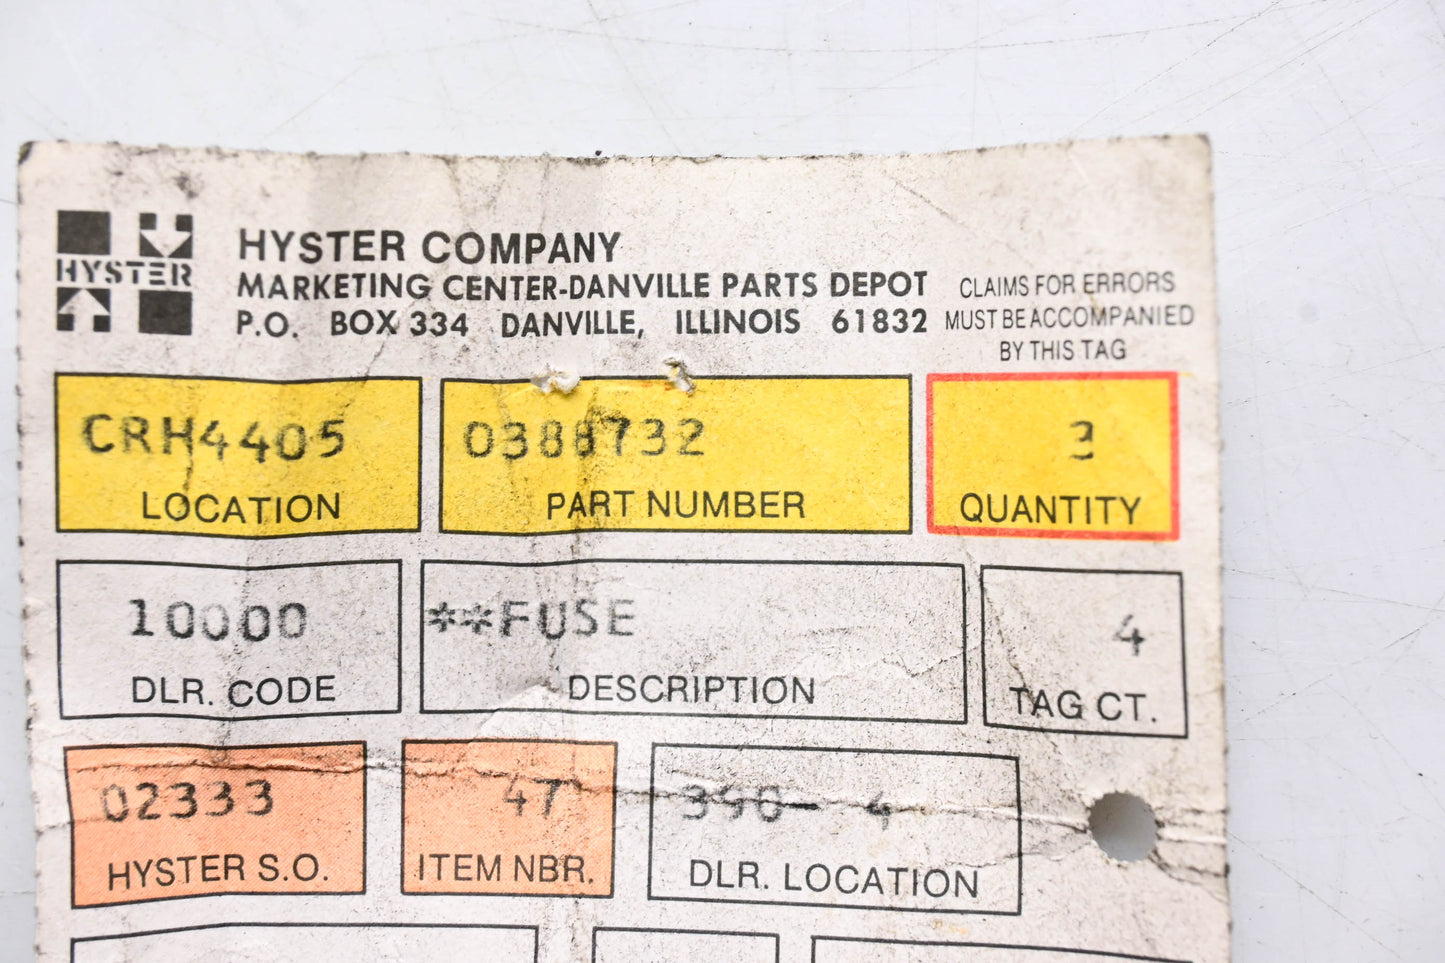 HYSTER
HYSTER COMPANY
MARKETING CENTER-DANVILLE PARTS DEPOT
P.O. BOX 334 DANVILLE, ILLINOIS 61832
CLAIMS FOR ERRORS
MUST BE ACCOMPANIED
BY THIS TAG
CRH4405
LOCATION
0388732
PART NUMBER
3
QUANTITY
10000
DLR. CODE
**FUSE
DESCRIPTION
4
TAG CT.
02333
HYSTER S.O.
47
ITEM NBR.
4
DLR. LOCATION